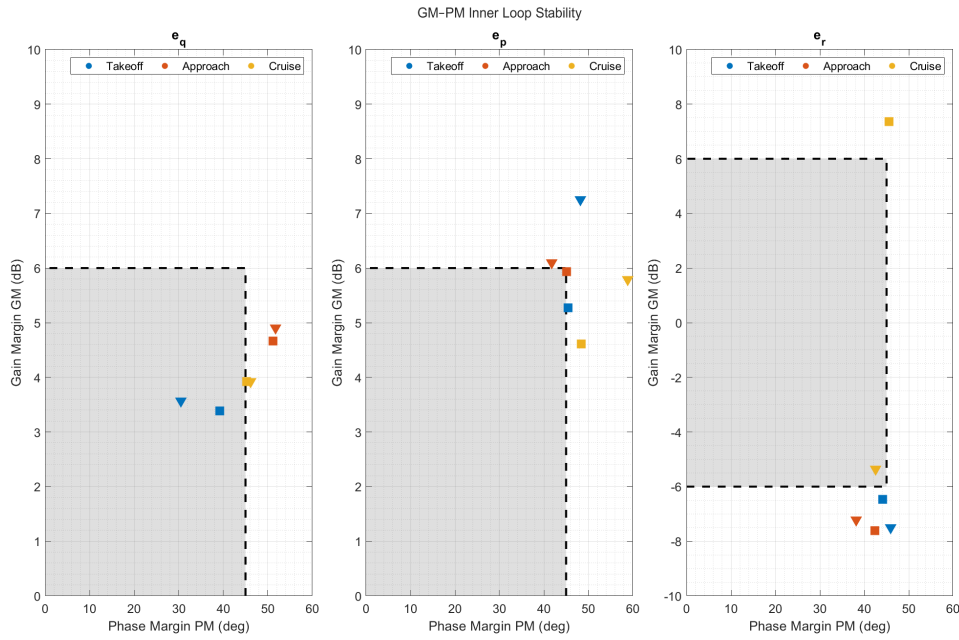 GM-PM Inner Loop Stability
e_q
Takeoff Approach Cruise
10
9
8
7
6
5
4
3
2
1
0
Gain Margin GM (dB)
0 10 20 30 40 50 60
Phase Margin PM (deg)
e_p
Takeoff Approach Cruise
10
9
8
7
6
5
4
3
2
1
0
Gain Margin GM (dB)
0 10 20 30 40 50 60
Phase Margin PM (deg)
e_r
Takeoff Approach Cruise
10
8
6
4
2
0
-2
-4
-6
-8
-10
Gain Margin GM (dB)
0 10 20 30 40 50 60
Phase Margin PM (deg)